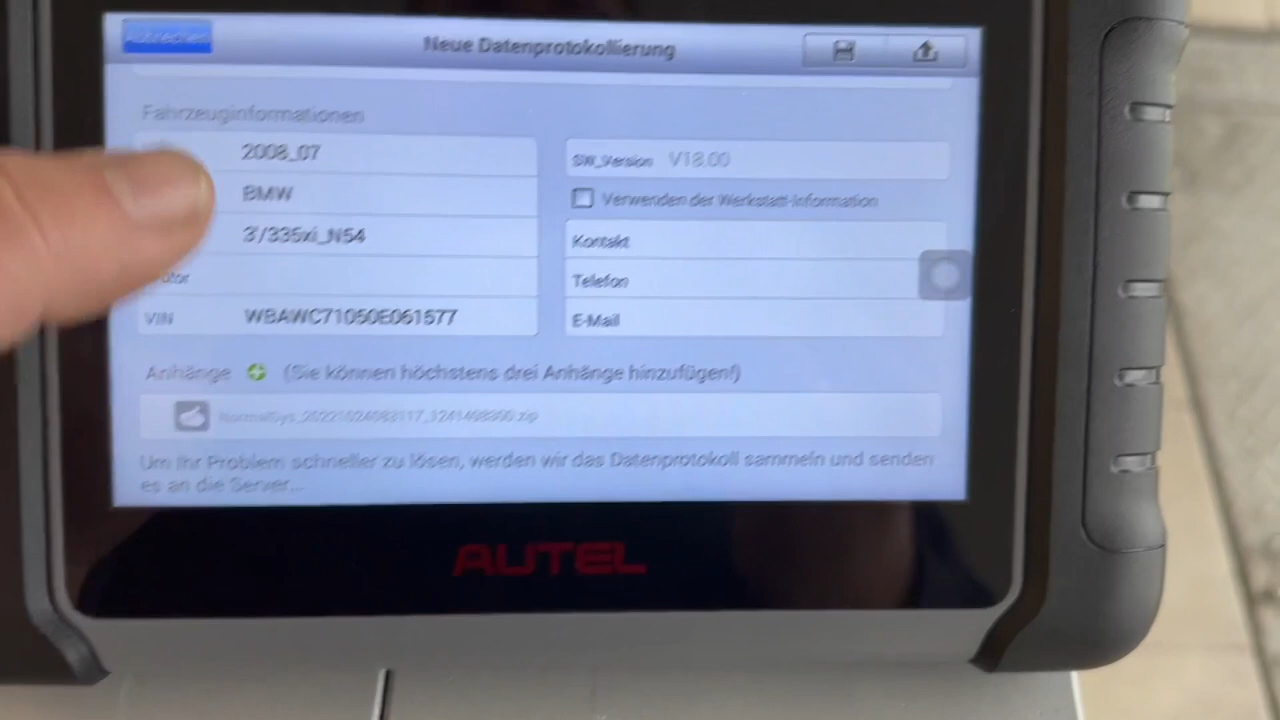 Abbrechen
Neue Datenprotokollierung
Fahrzeuginformationen
2008_07
BMW
3'/335xi_N54
VIN WBAWC71050E061577
SW_Version V18.00
Verwenden der Werkstatt-Information
Kontakt
Telefon
E-Mail
Anhänge (Sie können höchstens drei Anhänge hinzufügen!)
Um Ihr Problem schneller zu lösen, werden wir das Datenprotokoll sammeln und senden
es an die Server...
AUTEL